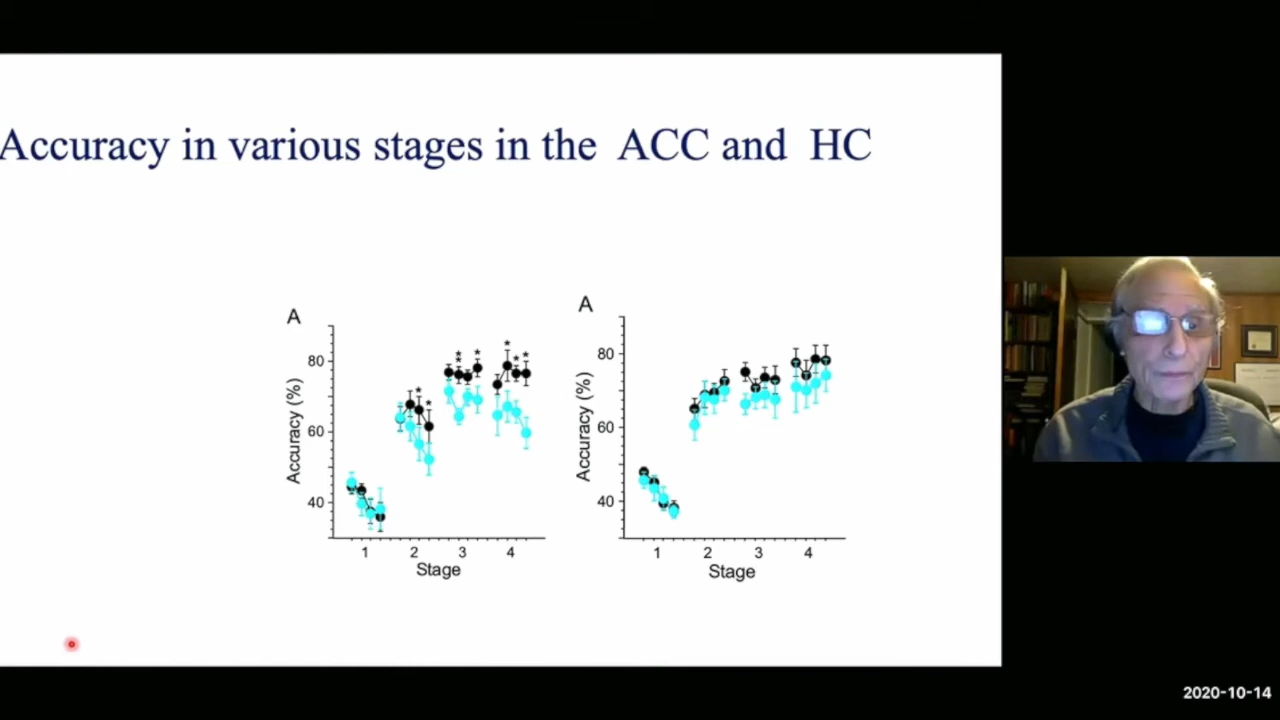 Accuracy in various stages in the ACC and HC
A
80
60
40
Accuracy (%)
* * * * * * * *
1 2 3 4
Stage
A
80
60
40
Accuracy (%)
1 2 3 4
Stage
2020-10-14